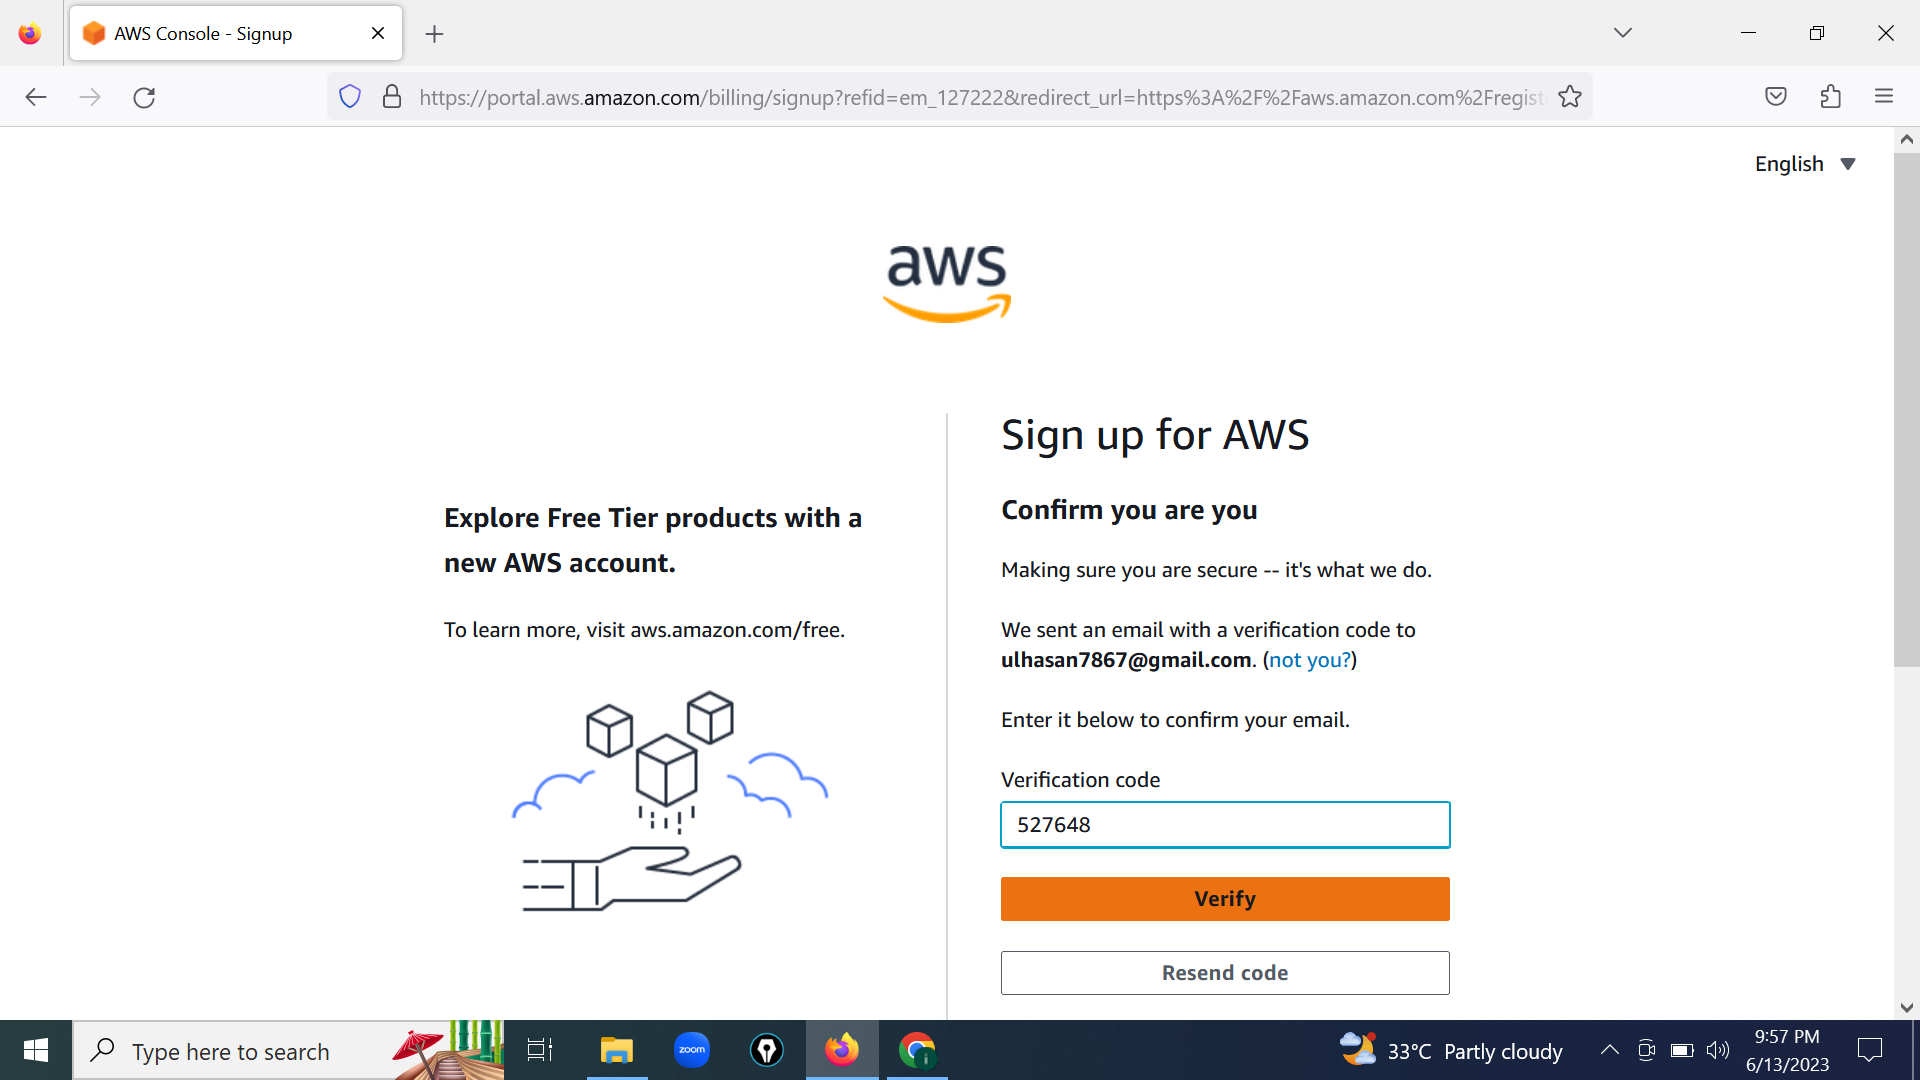 AWS Console - Signup
https://portal.aws.amazon.com/billing/signup?refid=em_127222&redirect_url=https%3A%2F%2Faws.amazon.com%2Fregist
English
aws
Explore Free Tier products with a
new AWS account.
To learn more, visit aws.amazon.com/free.
Sign up for AWS
Confirm you are you
Making sure you are secure -- it's what we do.
We sent an email with a verification code to
ulhasan7867@gmail.com. (not you?)
Enter it below to confirm your email.
Verification code
527648
Verify
Resend code
Type here to search
zoom
33°C Partly cloudy
9:57 PM
6/13/2023